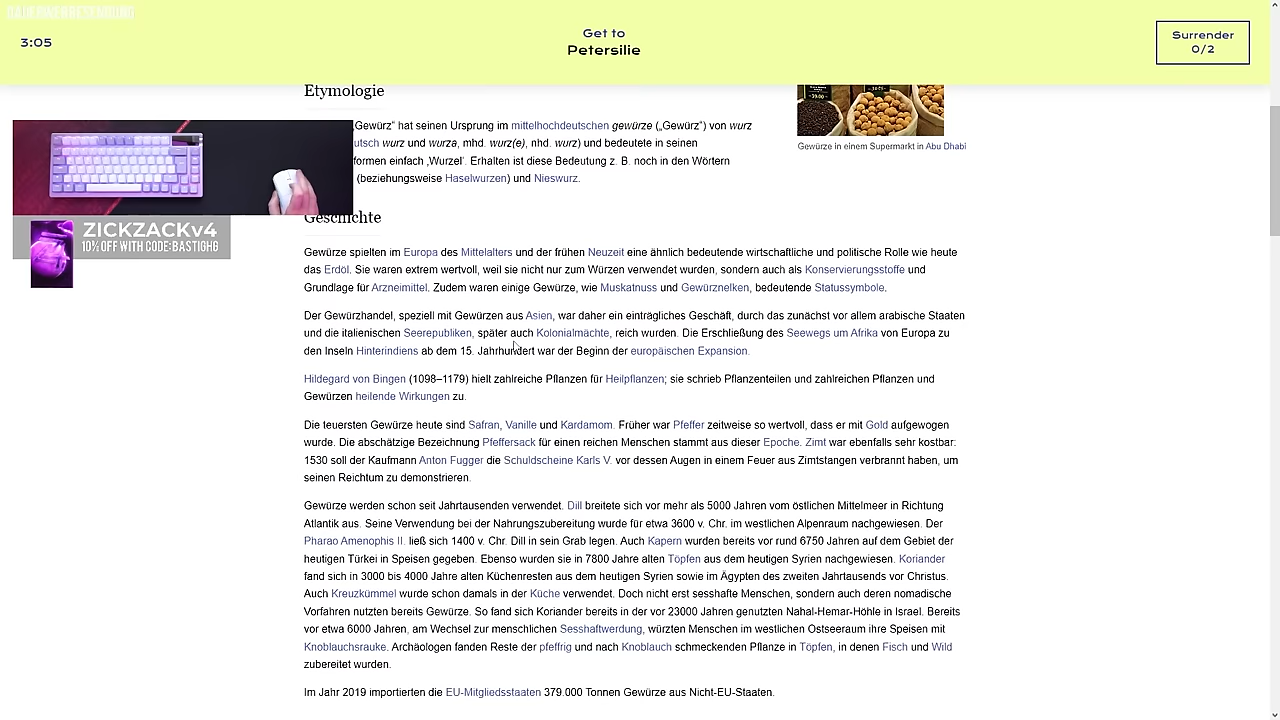 3:05
Get to
Petersilie
Surrender
0/2
Etymologie
„Gewürz“ hat seinen Ursprung im mittelhochdeutschen gewürze („Gewürz“) von wurz
utsch wurz und wurza, mhd. wurz(e), nhd. wurz) und bedeutete in seinen
formen einfach ‚Wurzel‘. Erhalten ist diese Bedeutung z. B. noch in den Wörtern
(beziehungsweise Haselwurzen) und Nieswurz.
Gewürze in einem Supermarkt in Abu Dhabi
ZICKZACKv4
10% OFF WITH CODE:BASTIGHG
Geschichte
Gewürze spielten im Europa des Mittelalters und der frühen Neuzeit eine ähnlich bedeutende wirtschaftliche und politische Rolle wie heute
das Erdöl. Sie waren extrem wertvoll, weil sie nicht nur zum Würzen verwendet wurden, sondern auch als Konservierungsstoffe und
Grundlage für Arzneimittel. Zudem waren einige Gewürze, wie Muskatnuss und Gewürznelken, bedeutende Statussymbole.
Der Gewürzhandel, speziell mit Gewürzen aus Asien, war daher ein einträgliches Geschäft, durch das zunächst vor allem arabische Staaten
und die italienischen Seerepubliken, später auch Kolonialmächte, reich wurden. Die Erschließung des Seewegs um Afrika von Europa zu
den Inseln Hinterindiens ab dem 15. Jahrhundert war der Beginn der europäischen Expansion.
Hildegard von Bingen (1098–1179) hielt zahlreiche Pflanzen für Heilpflanzen; sie schrieb Pflanzenteilen und zahlreichen Pflanzen und
Gewürzen heilende Wirkungen zu.
Die teuersten Gewürze heute sind Safran, Vanille und Kardamom. Früher war Pfeffer zeitweise so wertvoll, dass er mit Gold aufgewogen
wurde. Die abschätzige Bezeichnung Pfeffersack für einen reichen Menschen stammt aus dieser Epoche. Zimt war ebenfalls sehr kostbar:
1530 soll der Kaufmann Anton Fugger die Schuldscheine Karls V. vor dessen Augen in einem Feuer aus Zimtstangen verbrannt haben, um
seinen Reichtum zu demonstrieren.
Gewürze werden schon seit Jahrtausenden verwendet. Dill breitete sich vor mehr als 5000 Jahren vom östlichen Mittelmeer in Richtung
Atlantik aus. Seine Verwendung bei der Nahrungszubereitung wurde für etwa 3600 v. Chr. im westlichen Alpenraum nachgewiesen. Der
Pharao Amenophis II. ließ sich 1400 v. Chr. Dill in sein Grab legen. Auch Kapern wurden bereits vor rund 6750 Jahren auf dem Gebiet der
heutigen Türkei in Speisen gegeben. Ebenso wurden sie in 7800 Jahre alten Töpfen aus dem heutigen Syrien nachgewiesen. Koriander
fand sich in 3000 bis 4000 Jahre alten Küchenresten aus dem heutigen Syrien sowie im Ägypten des zweiten Jahrtausends vor Christus.
Auch Kreuzkümmel wurde schon damals in der Küche verwendet. Doch nicht erst sesshafte Menschen, sondern auch deren nomadische
Vorfahren nutzten bereits Gewürze. So fand sich Koriander bereits in der vor 23000 Jahren genutzten Nahal-Hemar-Höhle in Israel. Bereits
vor etwa 6000 Jahren, am Wechsel zur menschlichen Sesshaftwerdung, würzten Menschen im westlichen Ostseeraum ihre Speisen mit
Knoblauchsrauke. Archäologen fanden Reste der pfeffrig und nach Knoblauch schmeckenden Pflanze in Töpfen, in denen Fisch und Wild
zubereitet wurden.
Im Jahr 2019 importierten die EU-Mitgliedsstaaten 379.000 Tonnen Gewürze aus Nicht-EU-Staaten.